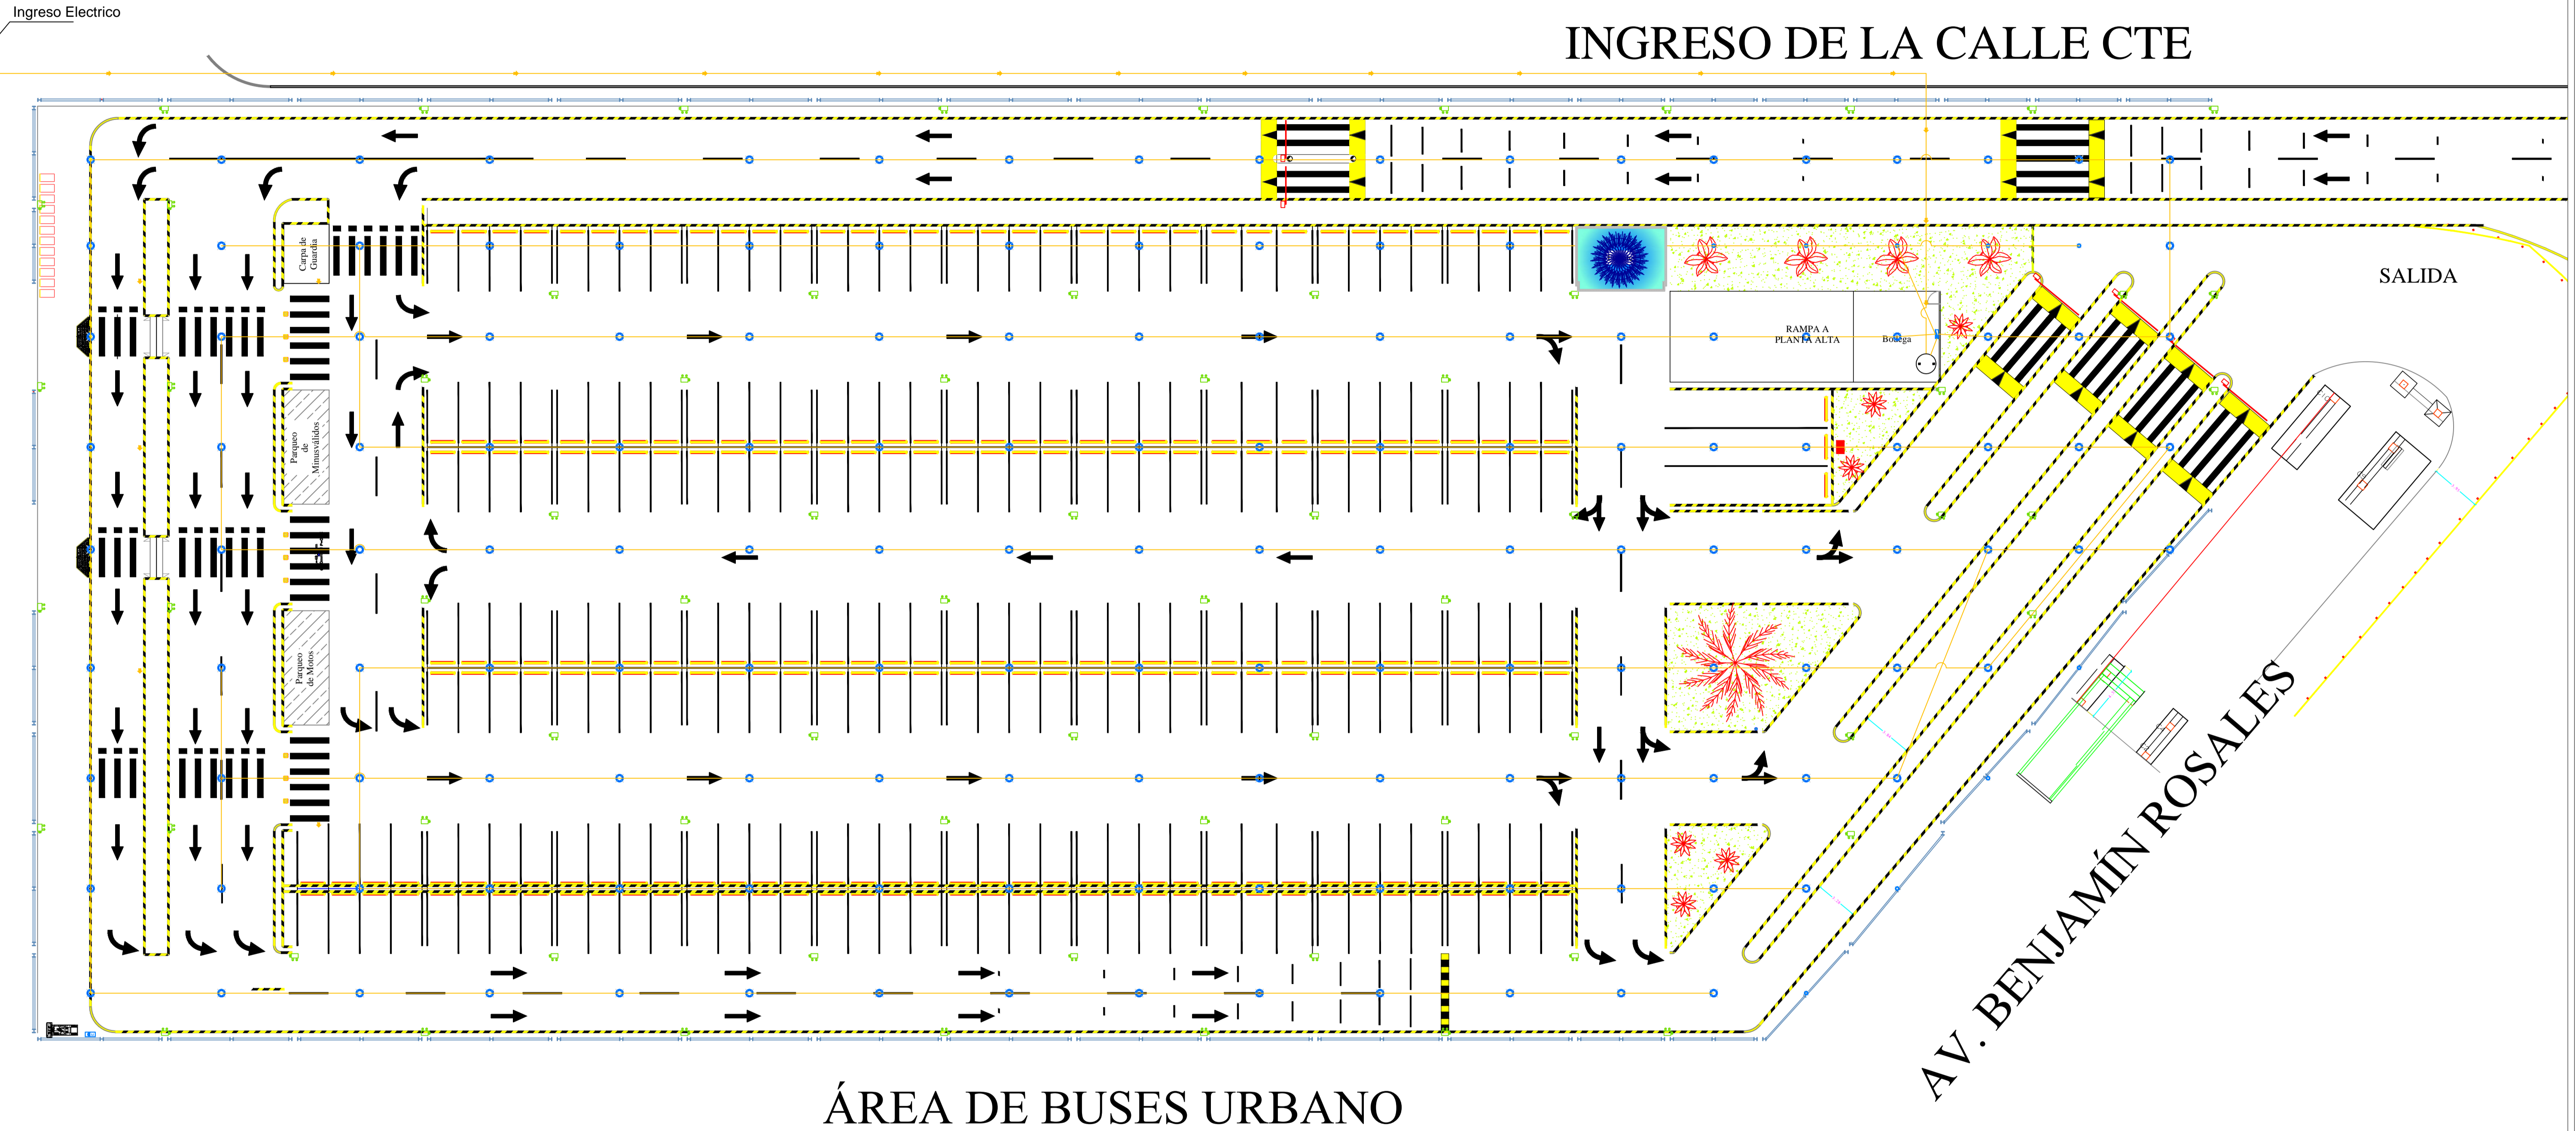 Ingreso Electrico
INGRESO DE LA CALLE CTE
Carpa de
Guardia
SALIDA
RAMPA A
PLANTA ALTA
Bodega
Parqueo
de
Minusválidos
Parqueo
de Motos
AV. BENJAMÍN ROSALES
ÁREA DE BUSES URBANO